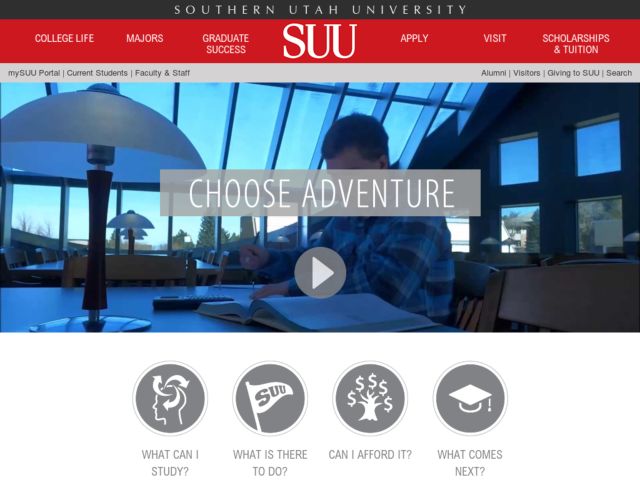 SOUTHERN UTAH UNIVERSITY
COLLEGE LIFE
MAJORS
GRADUATE
SUCCESS
SUU
APPLY
VISIT
SCHOLARSHIPS
& TUITION
mySUU Portal | Current Students | Faculty & Staff
Alumni | Visitors | Giving to SUU | Search
CHOOSE ADVENTURE
SUU
$ $ $ $ $
WHAT CAN I
STUDY?
WHAT IS THERE
TO DO?
CAN I AFFORD IT?
WHAT COMES
NEXT?